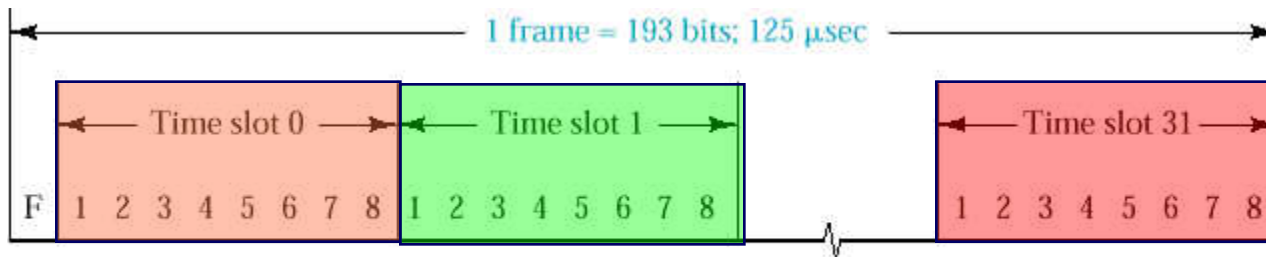 1 frame = 193 bits; 125 μsec
Time slot 0 Time slot 1 Time slot 31
F 1 2 3 4 5 6 7 8 1 2 3 4 5 6 7 8 1 2 3 4 5 6 7 8